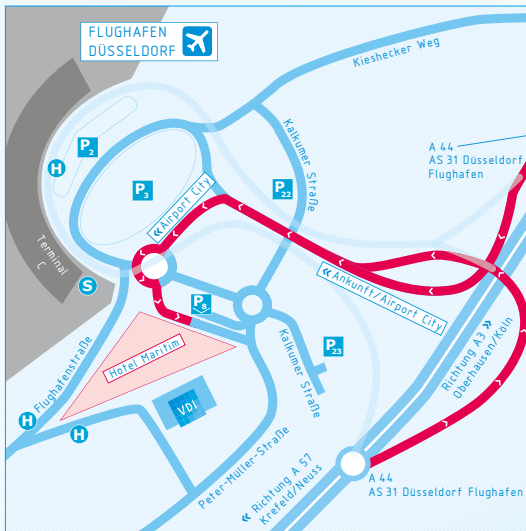 FLUGHAFEN
DÜSSELDORF
Kieshecker Weg
A 44
AS 31 Düsseldorf
Flughafen
P2
H
P3
P22
Kalkumer Straße
«Airport City
Terminal
C
S
P8
«Ankunft/Airport City
Hotel Maritim
Flughafenstraße
P23
Kalkumer Straße
Richtung A3 »
Oberhausen/Köln
VDI
H
H
Peter-Müller-Straße
« Richtung A 57
Krefeld/Neuss
A 44
AS 31 Düsseldorf Flughafen